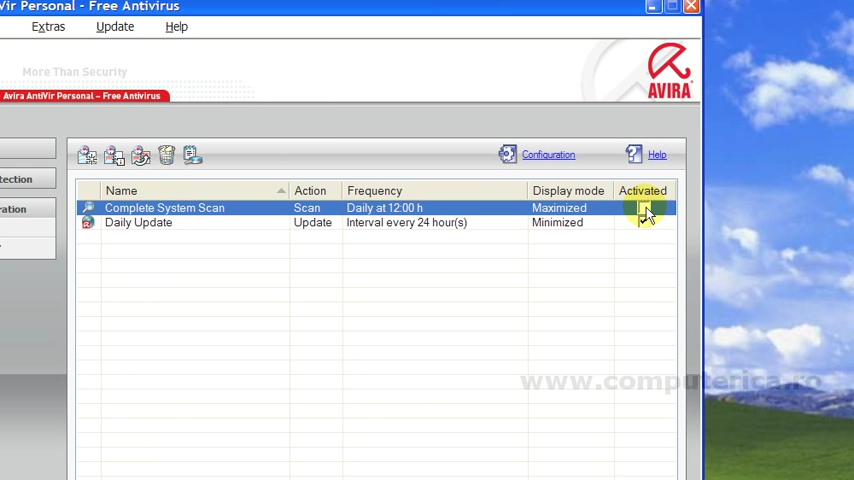 Vir Personal - Free Antivirus
Extras Update Help
More Than Security
Avira AntiVir Personal – Free Antivirus
AVIRA
Configuration Help
tection
ration
Name Action Frequency Display mode Activated
Complete System Scan Scan Daily at 12:00 h Maximized
Daily Update Update Interval every 24 hour(s) Minimized
www.computerica.ro